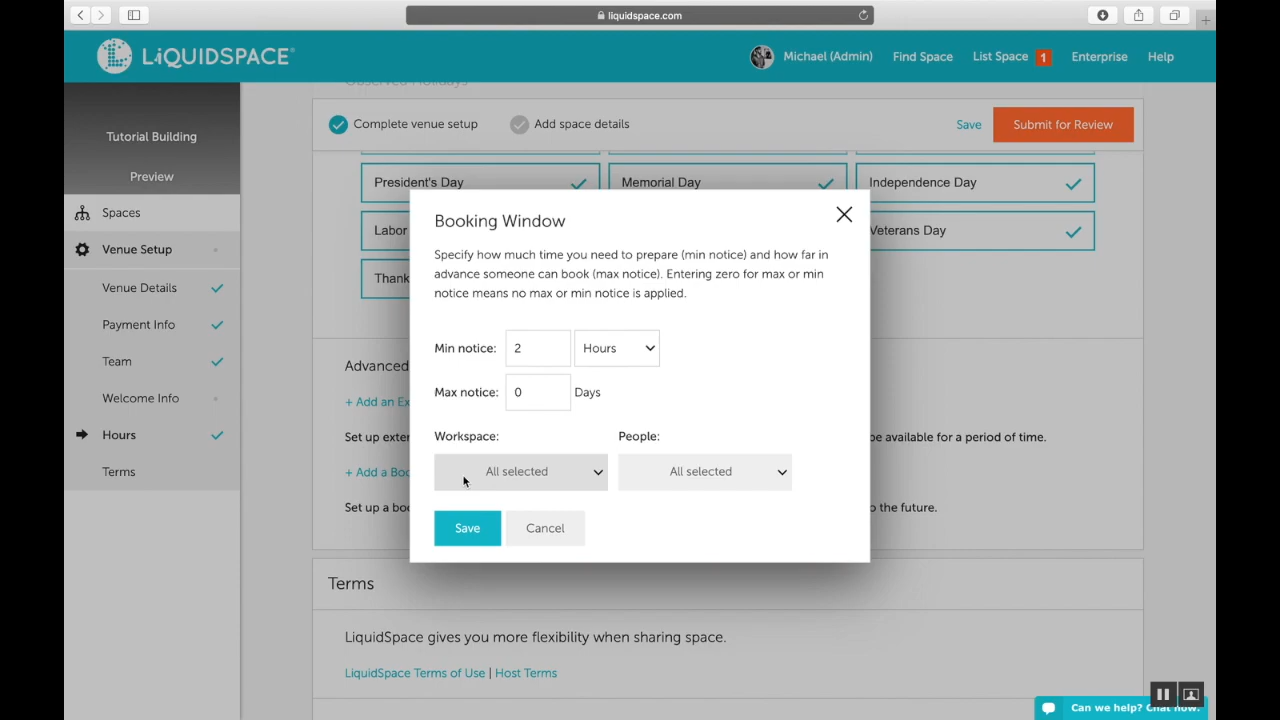 liquidspace.com
LiQUIDSPACE®
Michael (Admin)
Find Space
List Space 1
Enterprise
Help
Observed Holidays
Tutorial Building
Preview
Spaces
Venue Setup
Venue Details
Payment Info
Team
Welcome Info
Hours
Terms
Complete venue setup
Add space details
Save
Submit for Review
President's Day
Memorial Day
Independence Day
Labor
Veterans Day
Thank
Booking Window
Specify how much time you need to prepare (min notice) and how far in
advance someone can book (max notice). Entering zero for max or min
notice means no max or min notice is applied.
Min notice: 2 Hours
Max notice: 0 Days
Workspace: People:
All selected All selected
Save Cancel
Advanced
+ Add an Ex
Set up exter
be available for a period of time.
+ Add a Boo
Set up a boo
o the future.
Terms
LiquidSpace gives you more flexibility when sharing space.
LiquidSpace Terms of Use | Host Terms
Can we help? Chat now.